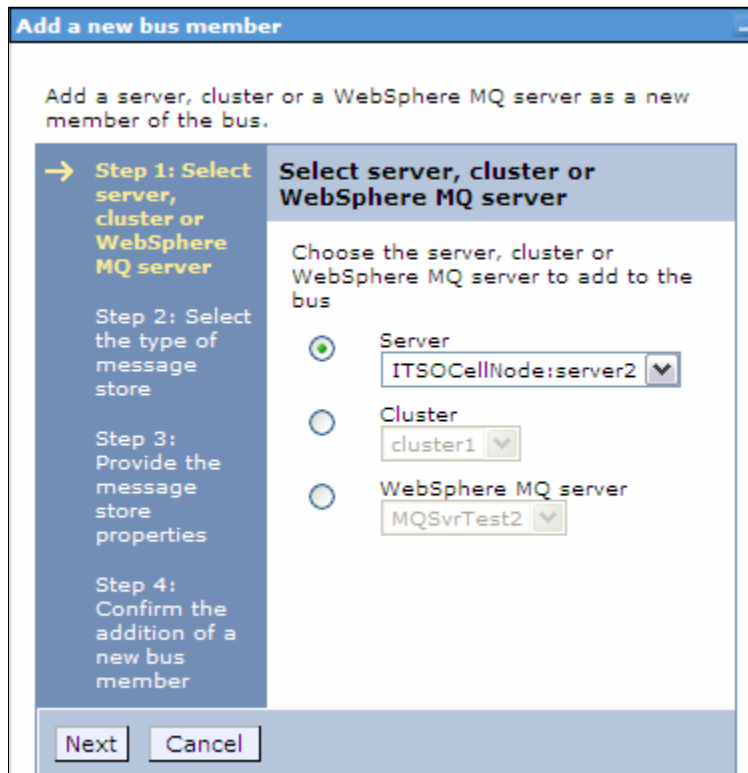 Add a new bus member
Add a server, cluster or a WebSphere MQ server as a new
member of the bus.
Step 1: Select
server,
cluster or
WebSphere
MQ server
Step 2: Select
the type of
message
store
Step 3:
Provide the
message
store
properties
Step 4:
Confirm the
addition of a
new bus
member
Select server, cluster or
WebSphere MQ server
Choose the server, cluster or
WebSphere MQ server to add to the
bus
Server
ITSOCellNode:server2
Cluster
cluster1
WebSphere MQ server
MQSvrTest2
Next
Cancel